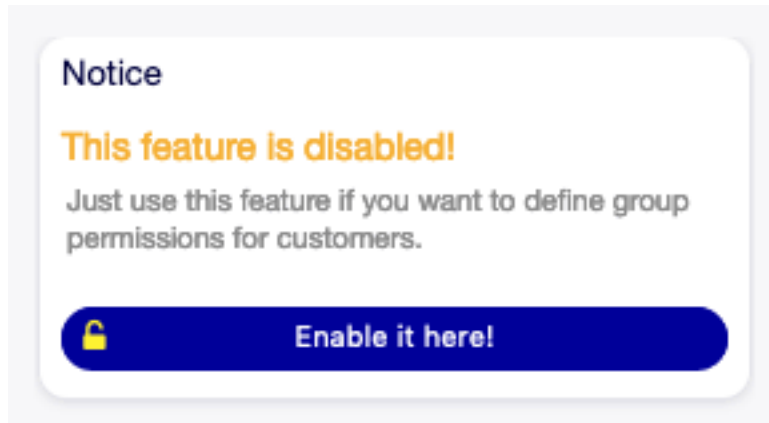 Notice
This feature is disabled!
Just use this feature if you want to define group
permissions for customers.
Enable it here!